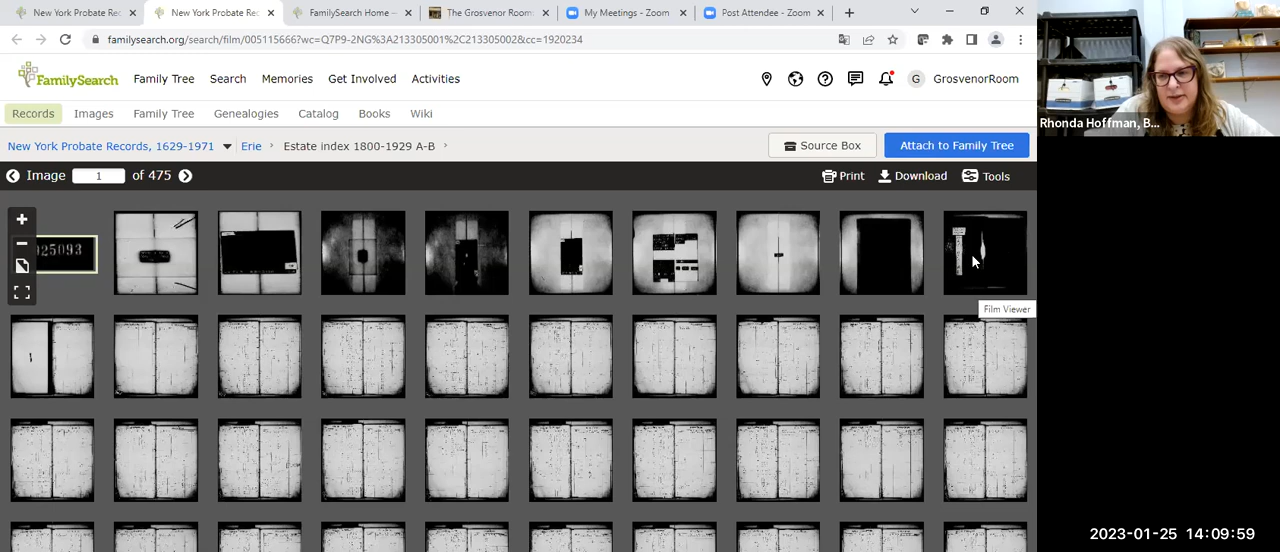 New York Probate Rec
New York Probate Rec
FamilySearch Home —
The Grosvenor Room
My Meetings - Zoom
Post Attendee - Zoom
familysearch.org/search/film/005115666?wc=Q7PS-
%2C213305002&cc=1920234
FamilySearch
Family Tree
Search
Memories
Get Involved
Activities
G
GrosvenorRoom
Records
Images
Family Tree
Genealogies
Catalog
Books
Wiki
New York Probate Records, 1629-1971
Erie
Estate index 1800-1929 A-B
Source Box
Attach to Family Tree
Image
1
of 475
Print
Download
Tools
25093
Film Viewer
Rhonda Hoffman, B...
2023-01-25 14:09:59